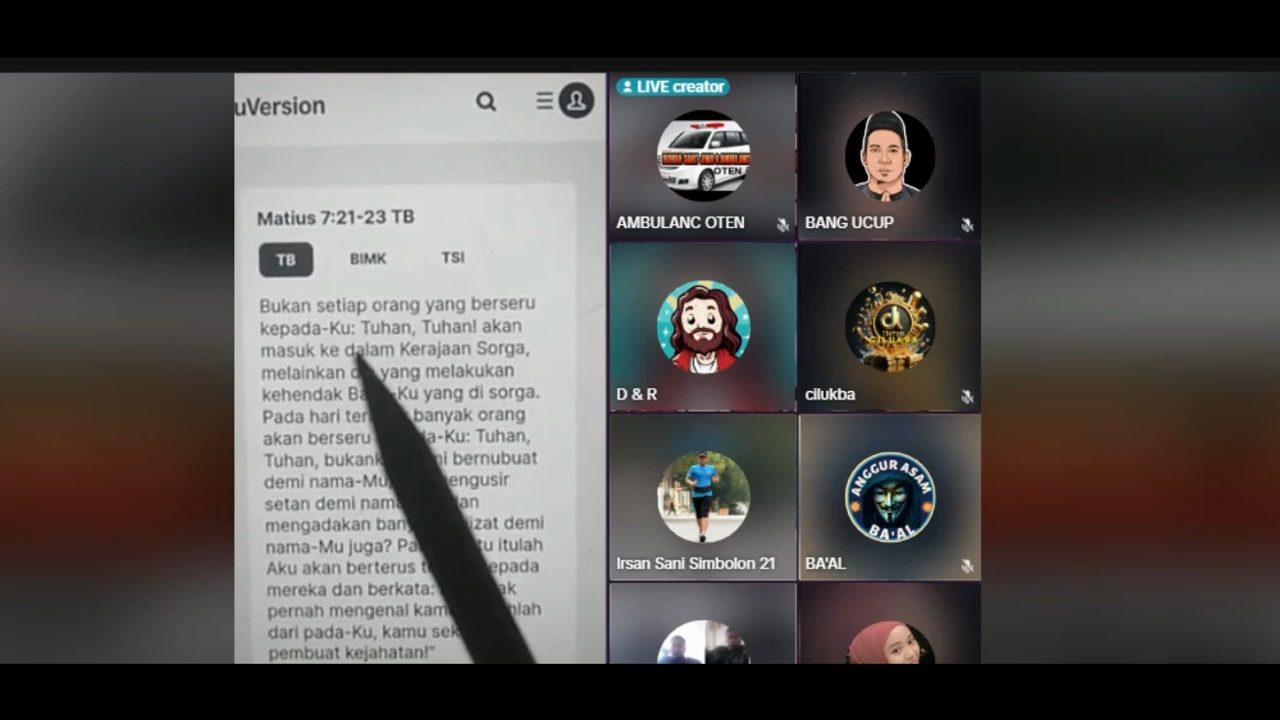 uVersion
Matius 7:21-23 TB
TB
BIMK
TSI
Bukan setiap orang yang berseru
kepada-Ku: Tuhan, Tuhan! akan
masuk ke dalam Kerajaan Sorga,
melainkan yang melakukan
kehendak Ku yang di sorga.
Pada hari banyak orang
akan berseru a-Ku: Tuhan,
Tuhan, bernubuat
demi nama-Mu, mengusir
setan demi nama
mengadakan demi
nama-Mu juga? itulah
Aku akan berterus
mereka dan berkata:
pernah mengenal
dari pada-Ku, kamu
pembuat kejahatan!"
LIVE creator
OTEN
AMBULANC OTEN
BANG UCUP
D & R
CILUKBA
cilukba
Irsan Sani Simbolon 21
ANGGUR ASAM
BA'AL
BA'AL